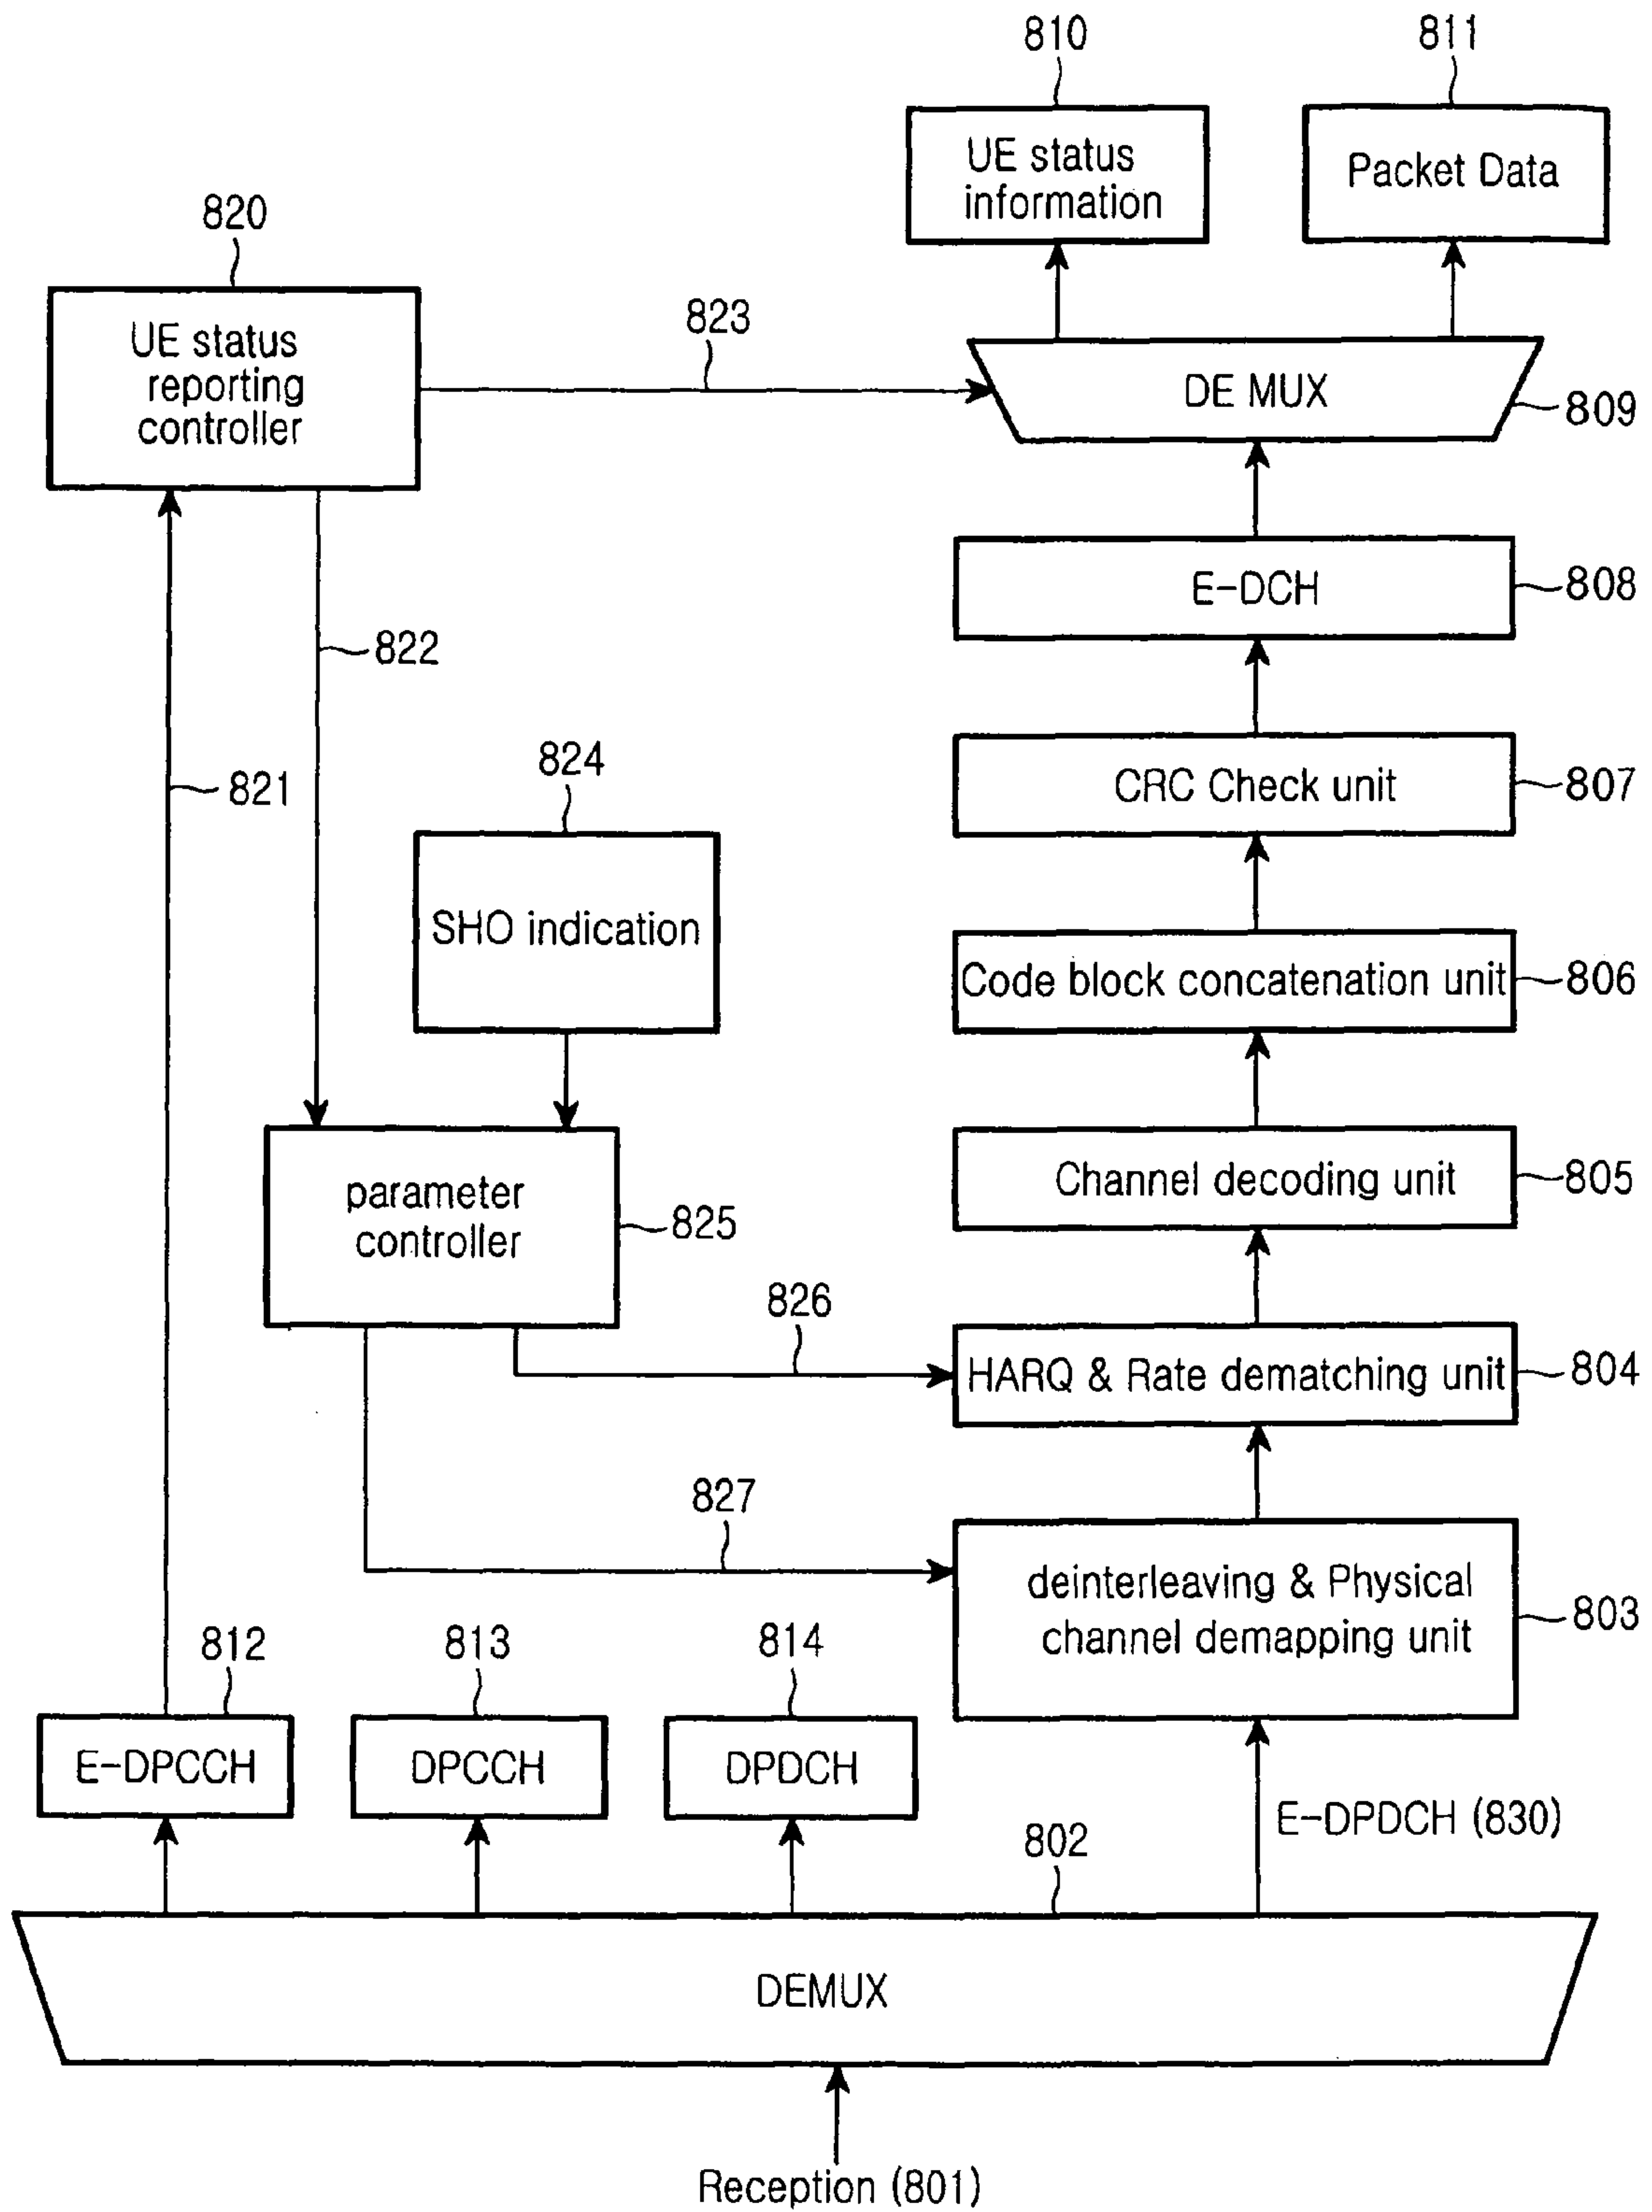 810
811
UE status
information
Packet Data
820
UE status
reporting
controller
823
DE MUX
809
E-DCH
808
822
821
824
CRC Check unit
807
SHO indication
Code block concatenation unit
806
parameter
controller
825
Channel decoding unit
805
826
HARQ & Rate dematching unit
804
827
deinterleaving & Physical
channel demapping unit
803
812
813
814
E-DPCCH
DPCCH
DPDCH
E-DPDCH (830)
802
DEMUX
Reception (801)